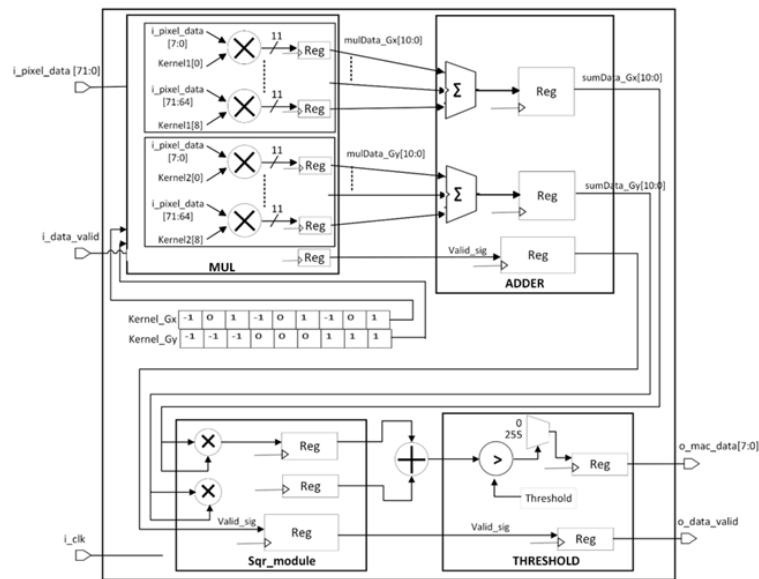 i_pixel_data [71:0]
i_pixel_data
[7:0]
Kernel1[0]
11
Reg
i_pixel_data
[71:64]
Kernel1[8]
11
Reg
i_pixel_data
[7:0]
Kernel2[0]
11
Reg
i_pixel_data
[71:64]
Kernel2[8]
11
Reg
Reg
MUL
i_data_valid
mulData_Gx[10:0]
mulData_Gy[10:0]
Valid_sig
Σ
Reg
Σ
Reg
Reg
ADDER
sumData_Gx[10:0]
sumData_Gy[10:0]
Kernel_Gx -1 0 1 -1 0 1 -1 0 1
Kernel_Gy -1 -1 -1 0 0 0 1 1 1
Reg
Reg
Valid_sig
Reg
Sqr_module
0
255
>
Threshold
Reg
Valid_sig
Reg
THRESHOLD
o_mac_data[7:0]
o_data_valid
i_clk